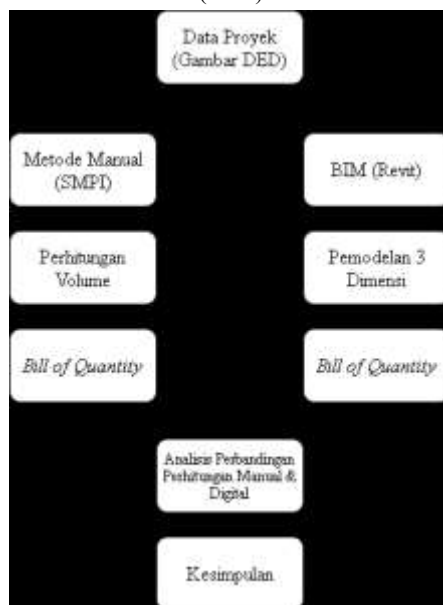 Data Proyek
(Gambar DED)
Metode Manual
(SMPI)
BIM (Revit)
Perhitungan
Volume
Pemodelan 3
Dimensi
Bill of Quantity
Bill of Quantity
Analisis Perbandingan
Perhitungan Manual &
Digital
Kesimpulan